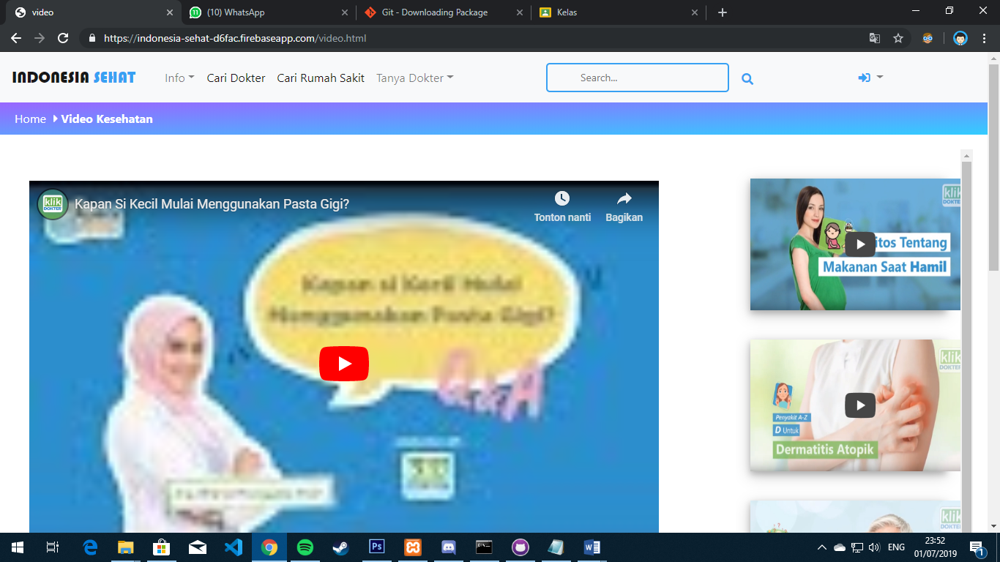 video
(10) WhatsApp
Git - Downloading Package
Kelas
https://indonesia-sehat-d6fac.firebaseapp.com/video.html
INDONESIA SEHAT
Info
Cari Dokter
Cari Rumah Sakit
Tanya Dokter
Search...
Home
Video Kesehatan
klik
DOKTER
Kapan Si Kecil Mulai Menggunakan Pasta Gigi?
Tonton nanti
Bagikan
Kapan si Kecil Mulai
Menggunakan Pasta Gigi?
Q&A
klik
DOKTER
itos Tentang
Makanan Saat Hamil
klik
DOKTER
Penyakit A-Z
D Untuk
Dermatitis Atopik
klik
DOKTER
Ps
ENG
23:52
01/07/2019
1